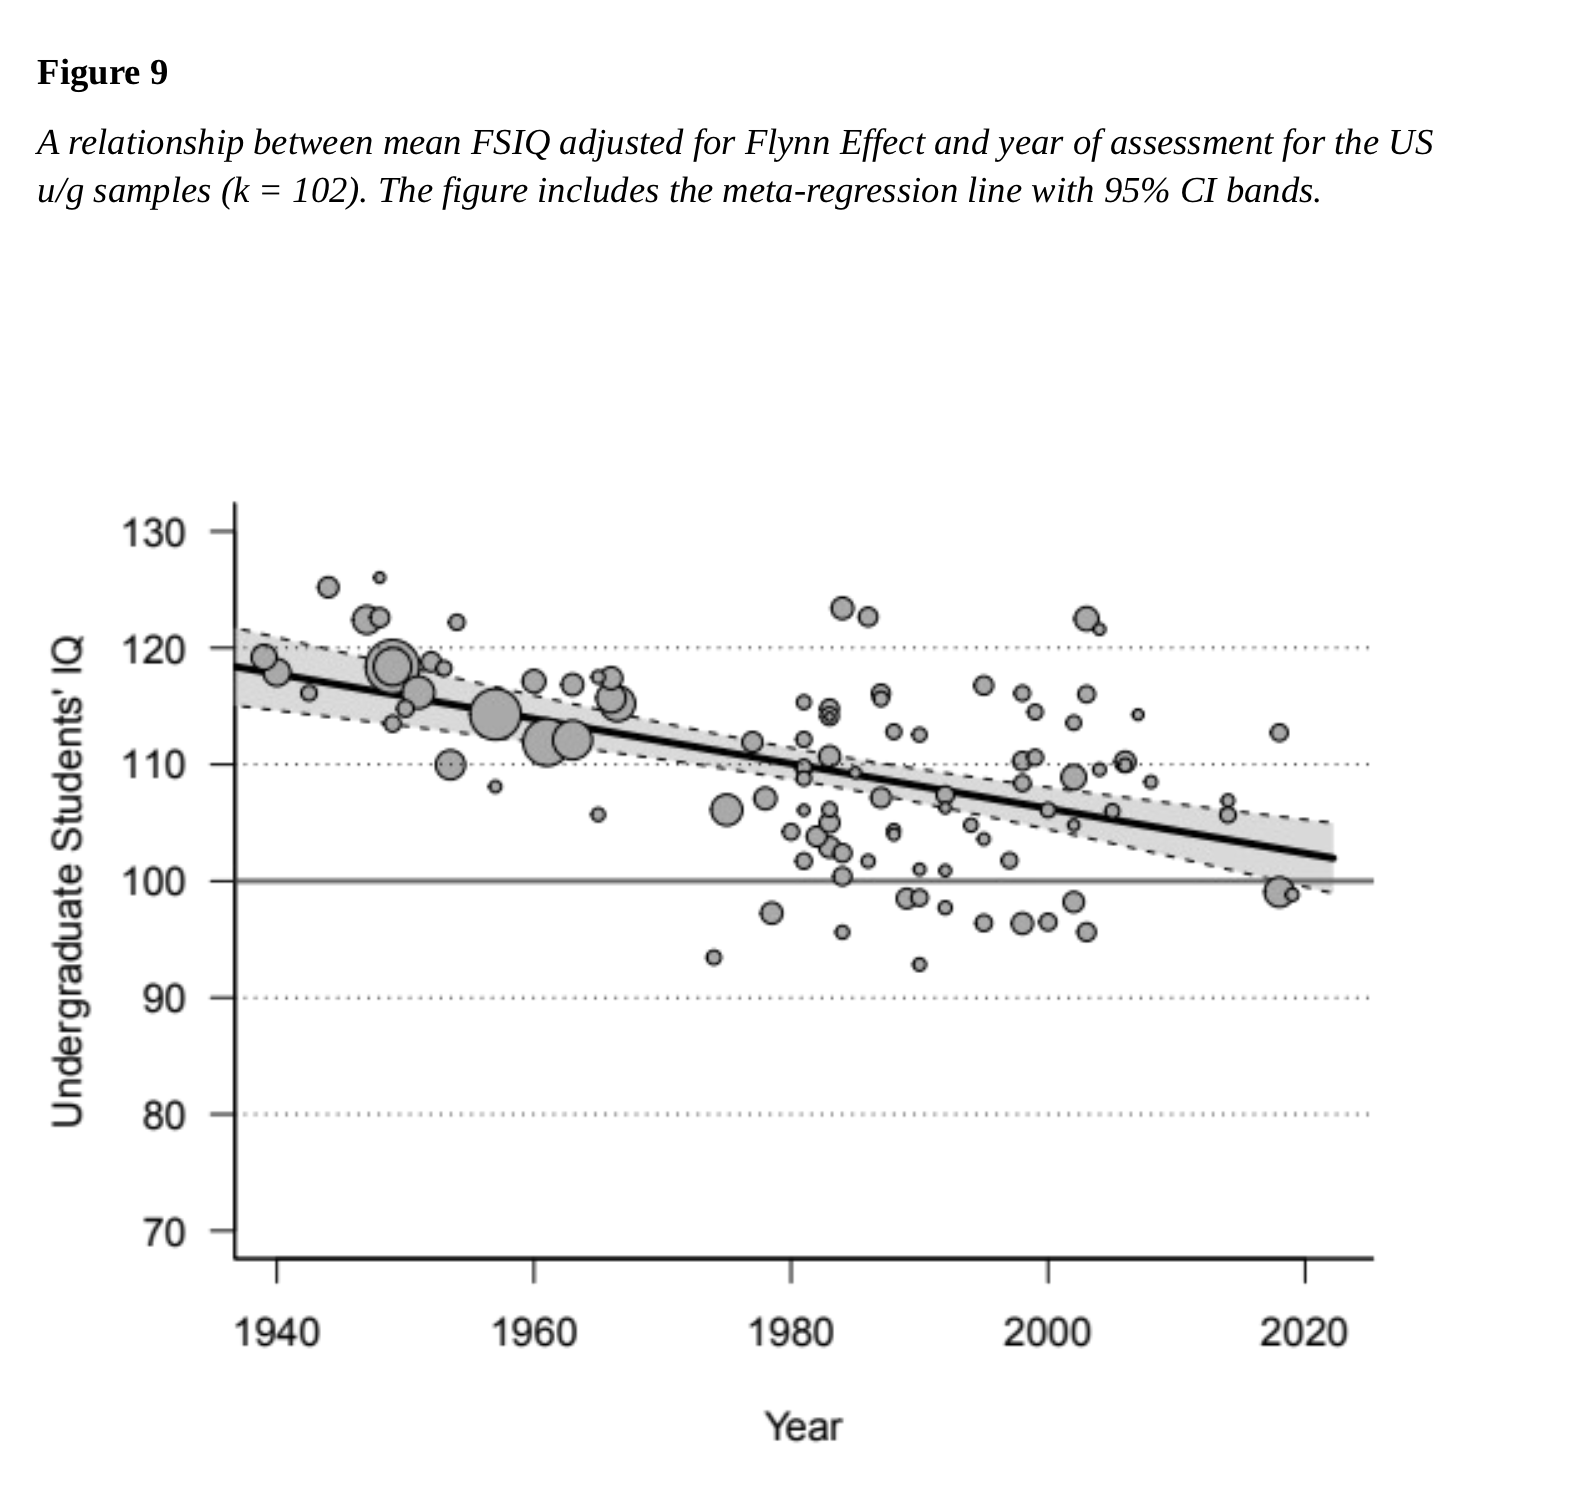 Figure 9
A relationship between mean FSIQ adjusted for Flynn Effect and year of assessment for the US
u/g samples (k = 102). The figure includes the meta-regression line with 95% CI bands.
130
120
110
100
90
80
70
Undergraduate Students' IQ
1940 1960 1980 2000 2020
Year